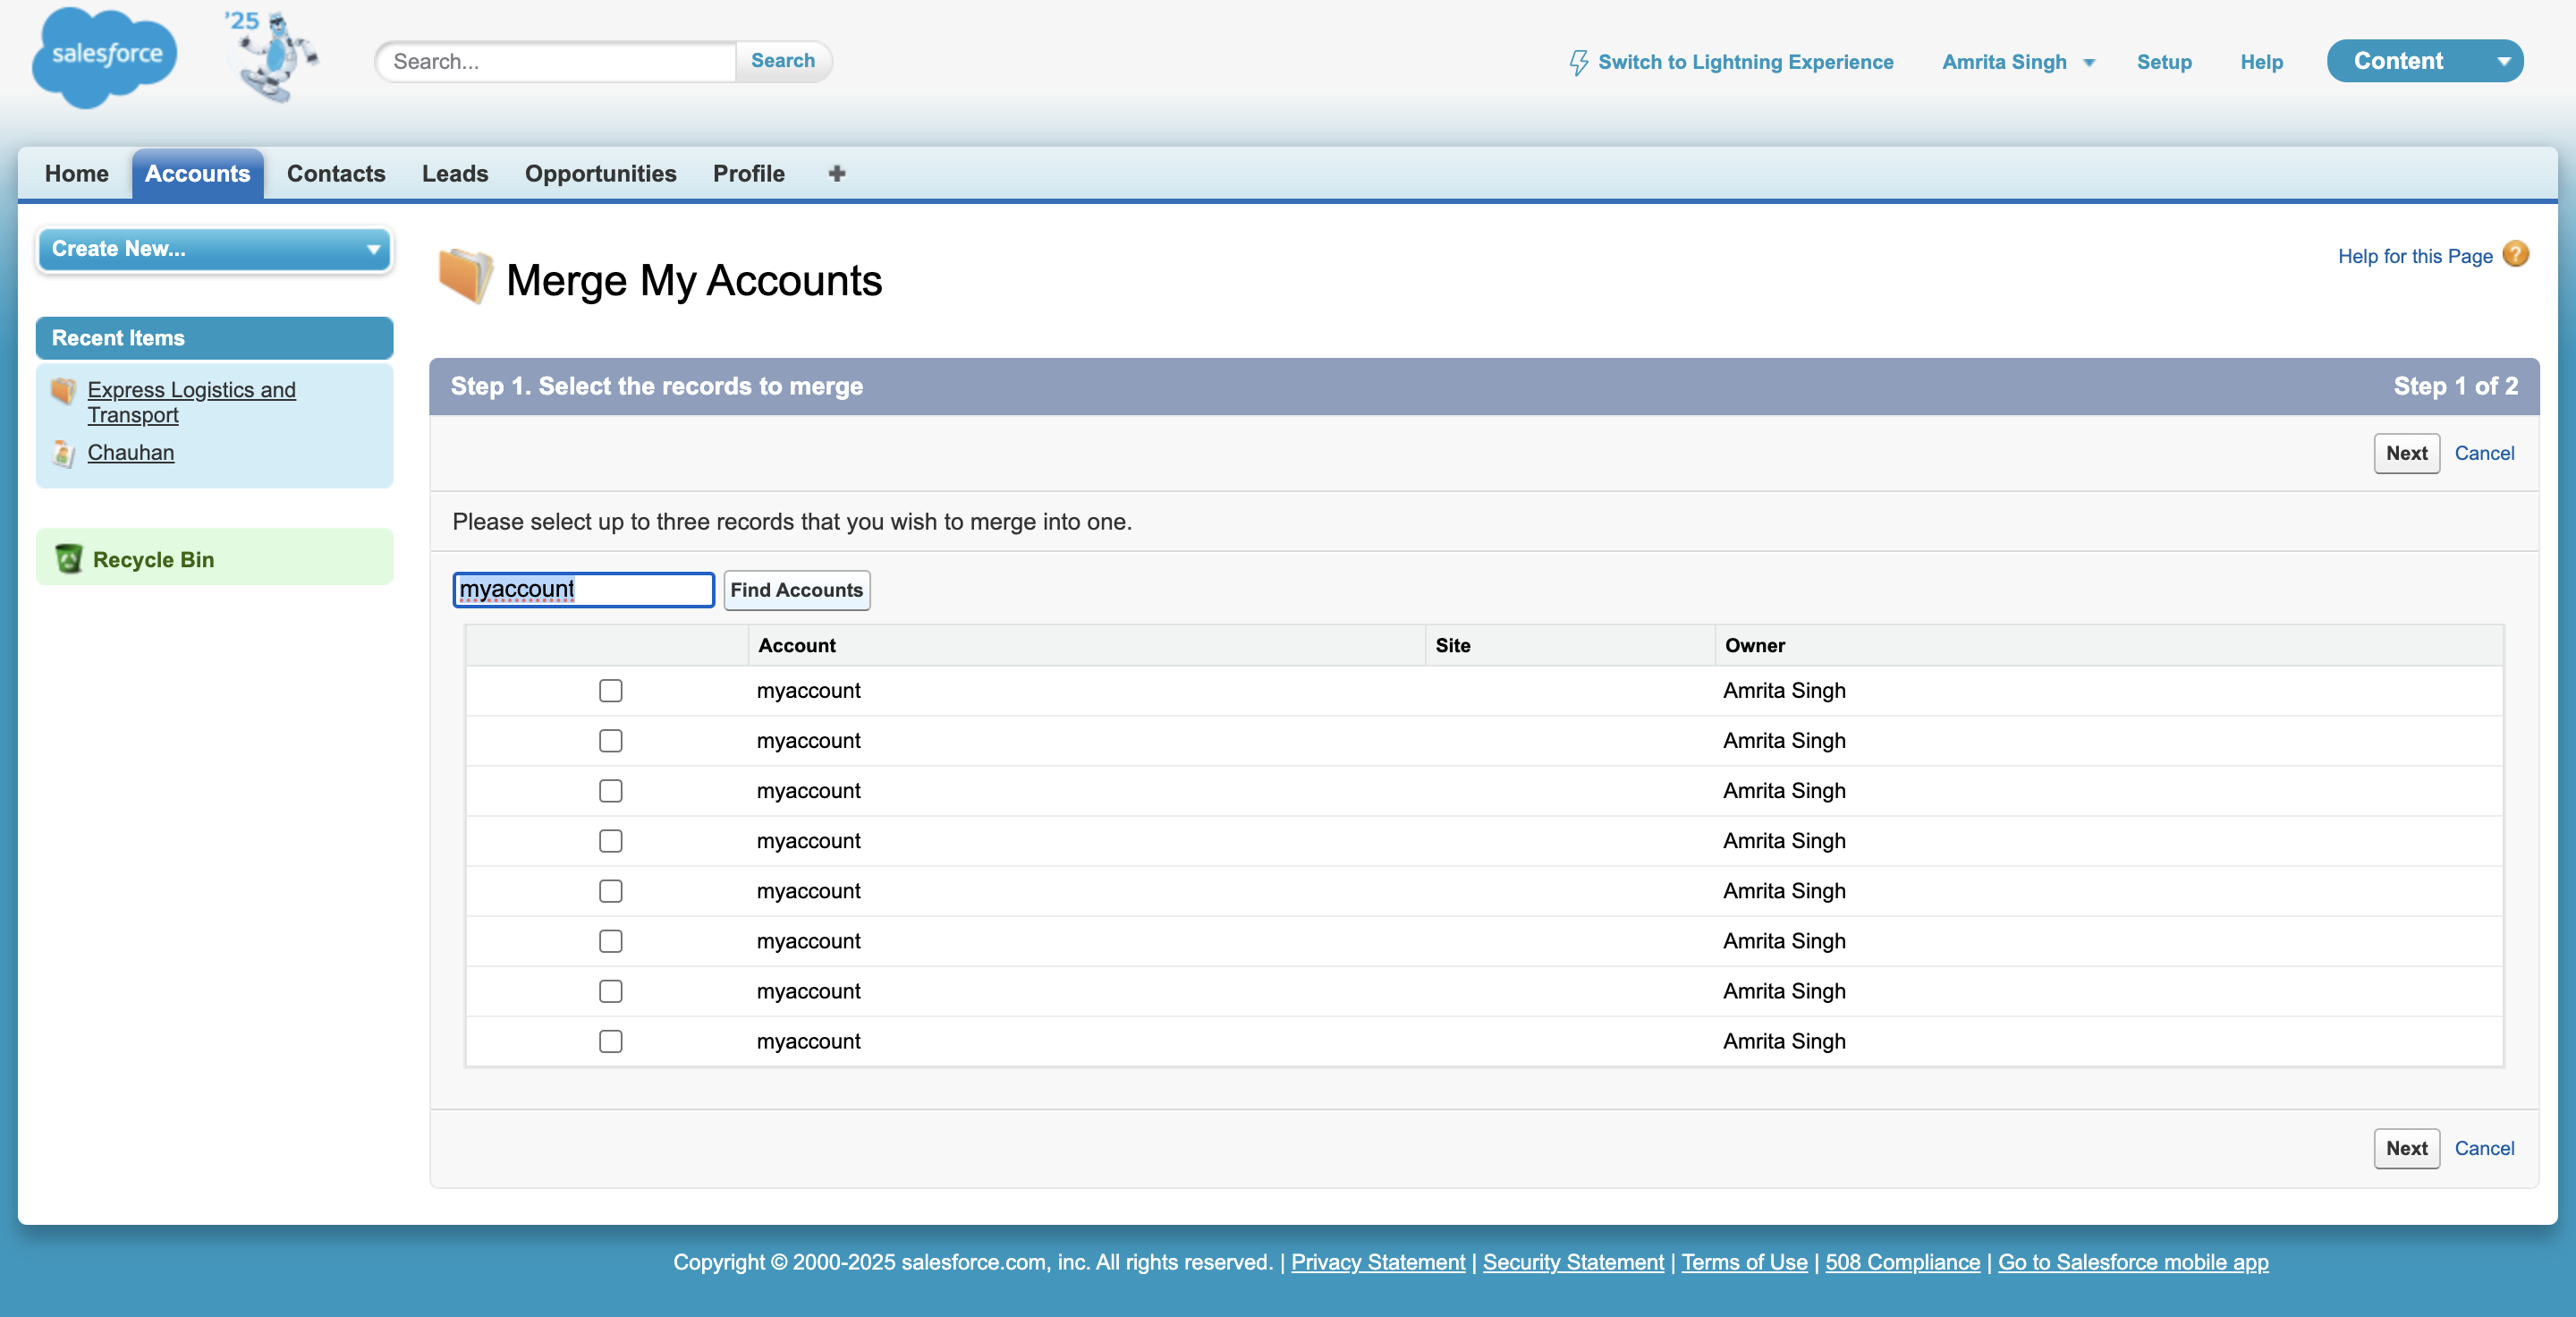 salesforce
'25
Search...
Search
Switch to Lightning Experience
Amrita Singh
Setup
Help
Content
Home
Accounts
Contacts
Leads
Opportunities
Profile
Create New...
Recent Items
Express Logistics and
Transport
Chauhan
Recycle Bin
Merge My Accounts
Help for this Page
Step 1. Select the records to merge
Step 1 of 2
Next
Cancel
Please select up to three records that you wish to merge into one.
myaccount
Find Accounts
Account Site Owner
myaccount Amrita Singh
myaccount Amrita Singh
myaccount Amrita Singh
myaccount Amrita Singh
myaccount Amrita Singh
myaccount Amrita Singh
myaccount Amrita Singh
myaccount Amrita Singh
Next
Cancel
Copyright © 2000-2025 salesforce.com, inc. All rights reserved. | Privacy Statement | Security Statement | Terms of Use | 508 Compliance | Go to Salesforce mobile app